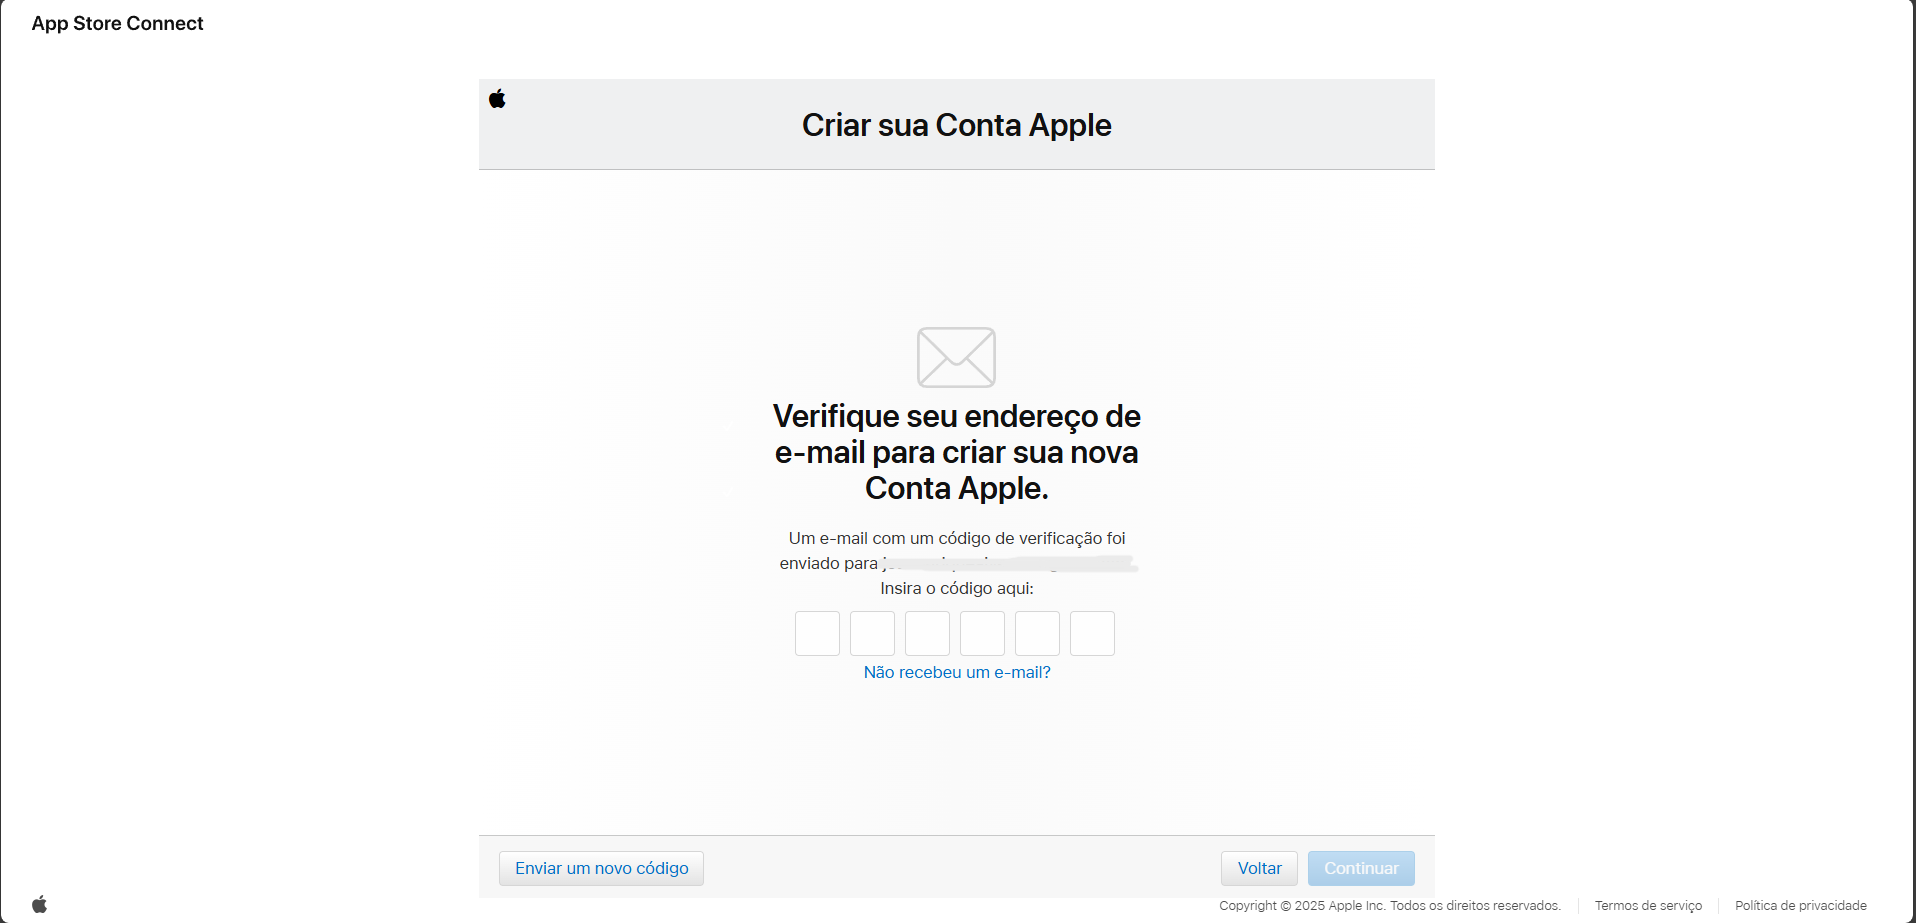 App Store Connect
Criar sua Conta Apple
Verifique seu endereço de
e-mail para criar sua nova
Conta Apple.
Um e-mail com um código de verificação foi
enviado para
Insira o código aqui:
Não recebeu um e-mail?
Enviar um novo código
Voltar
Continuar
Copyright © 2025 Apple Inc. Todos os direitos reservados.
Termos de serviço
Política de privacidade